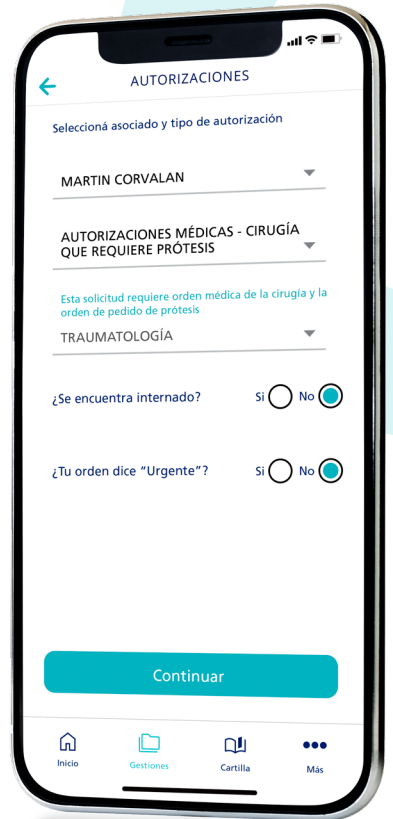 AUTORIZACIONES
Seleccioná asociado y tipo de autorización
MARTIN CORVALAN
AUTORIZACIONES MÉDICAS - CIRUGÍA
QUE REQUIERE PRÓTESIS
Esta solicitud requiere orden médica de la cirugía y la
orden de pedido de prótesis
TRAUMATOLOGÍA
¿Se encuentra internado? Si No
¿Tu orden dice “Urgente”? Si No
Continuar
Inicio Gestiones Cartilla Más